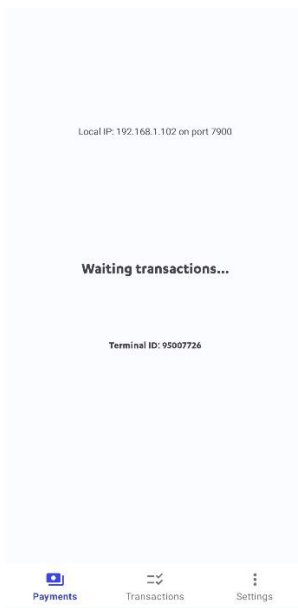 Local IP: 192.168.1.102 on port 7900
Waiting transactions...
Terminal ID: 95007726
Payments
Transactions
Settings